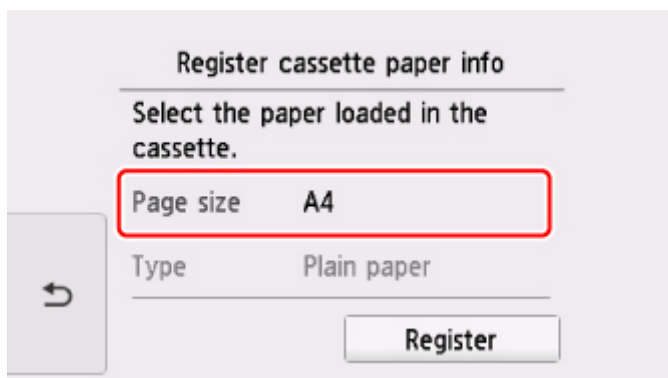 Register cassette paper info
Select the paper loaded in the
cassette.
Page size A4
Type Plain paper
Register